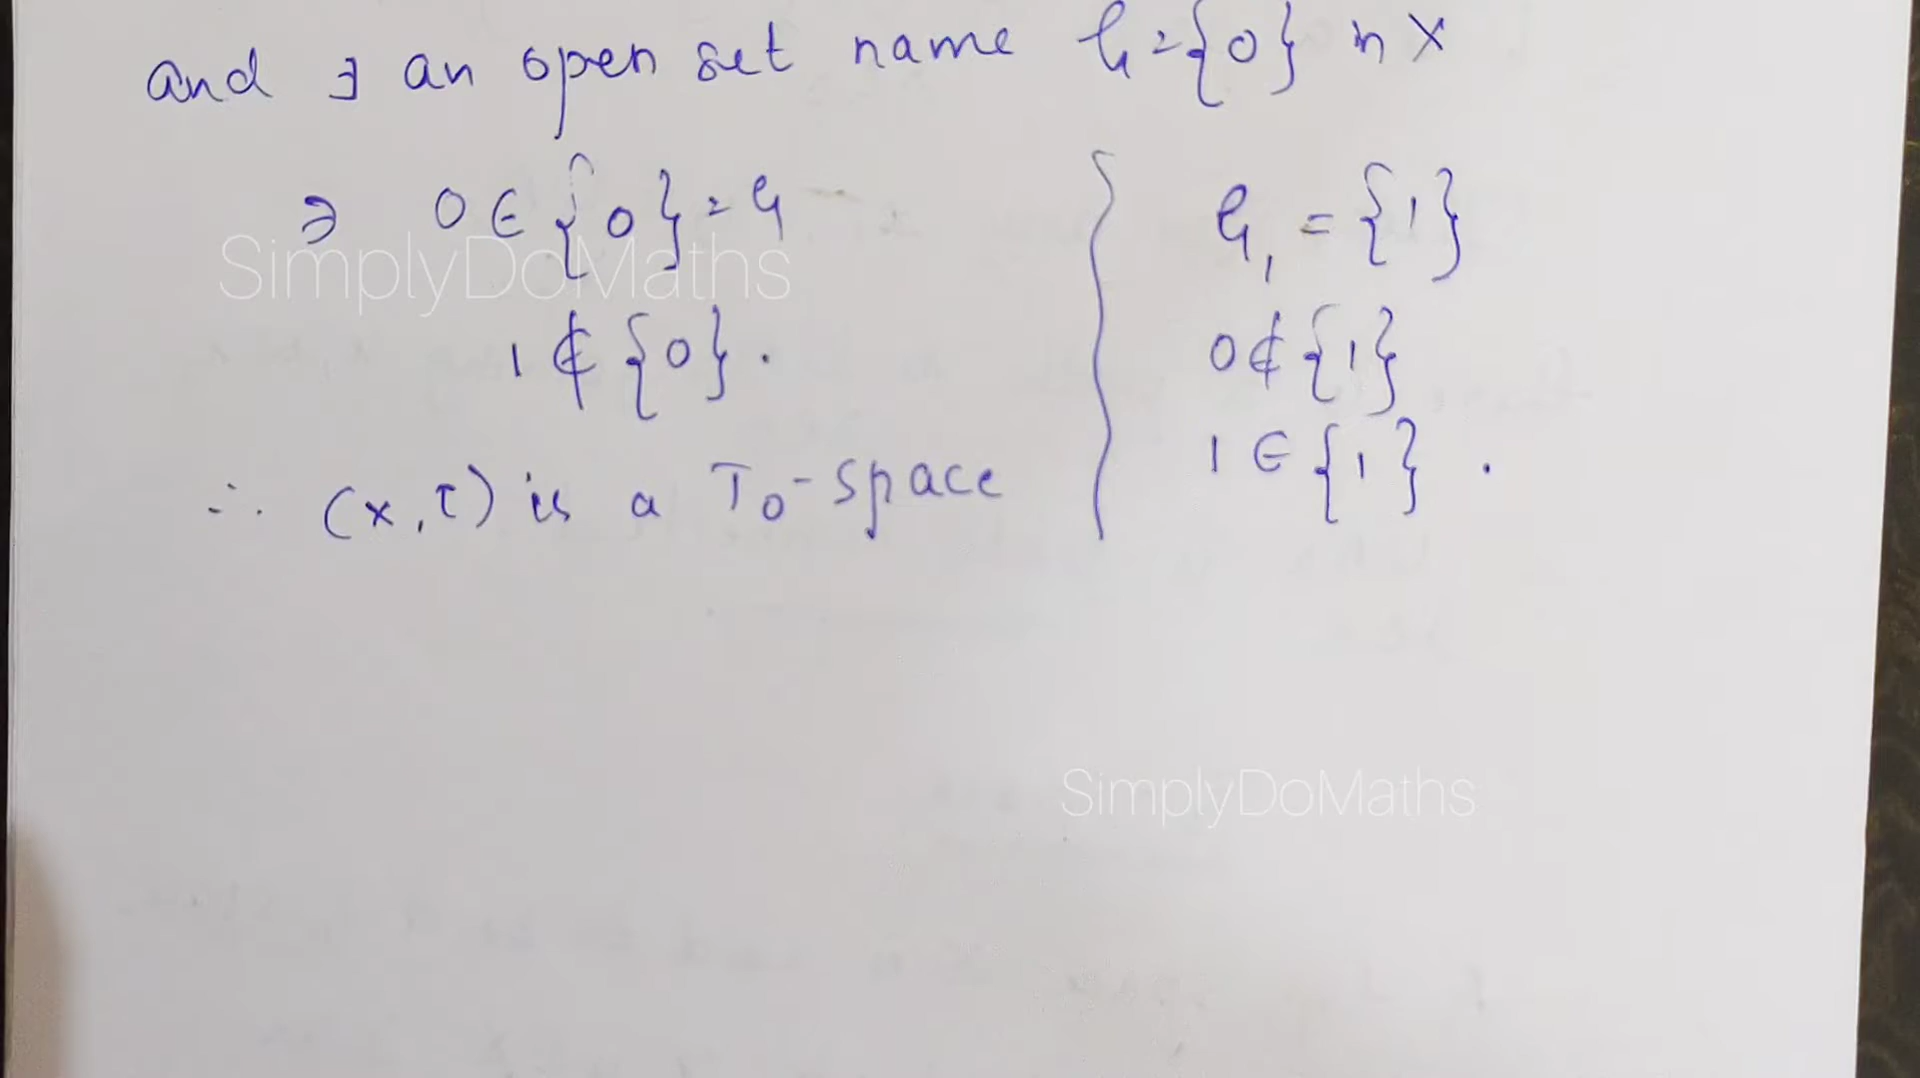 and ∃ an open set name G = {0} in X
∋ 0 ∈ {0} = G
1 ∉ {0}.
∴ (X, τ) is a T₀-space
G₁ = {1}
0 ∉ {1}
1 ∈ {1}.
SimplyDoMaths
SimplyDoMaths